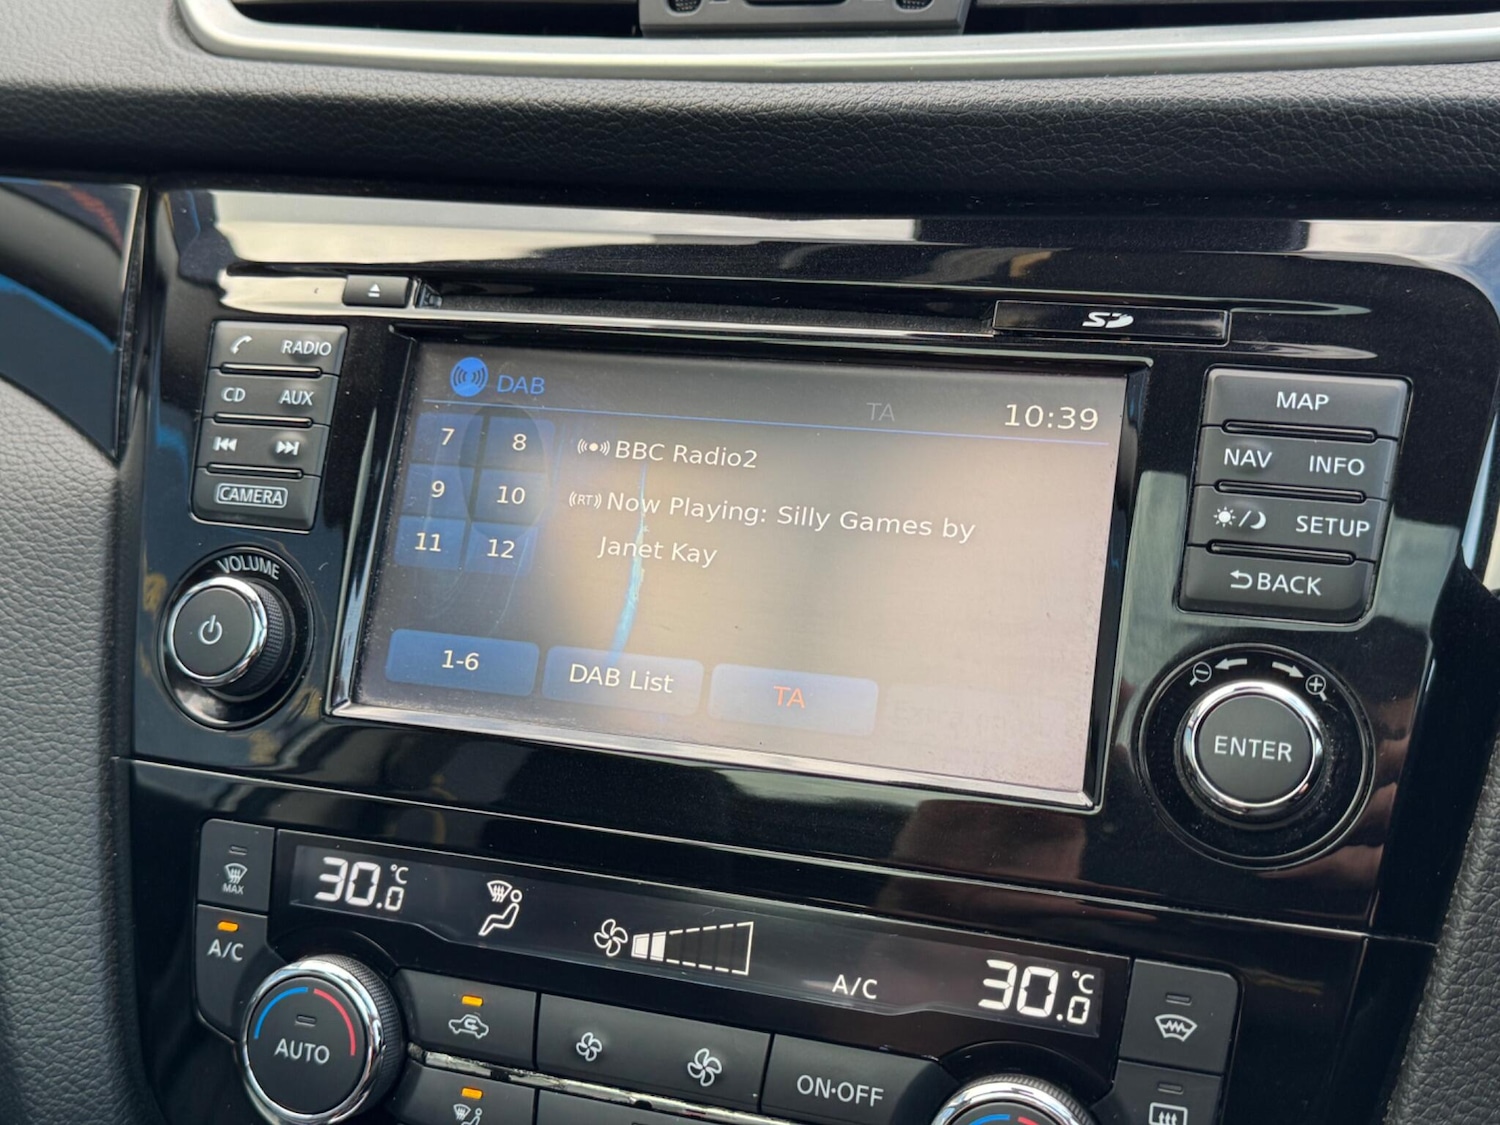 SD
RADIO
CD AUX
CAMERA
VOLUME
DAB
TA
10:39
7 8
9 10
11 12
BBC Radio2
RT
Now Playing: Silly Games by
Janet Kay
1-6 DAB List TA
MAP
NAV INFO
SETUP
BACK
ENTER
MAX
A/C
30.0°C
A/C
30.0°C
AUTO
ON·OFF